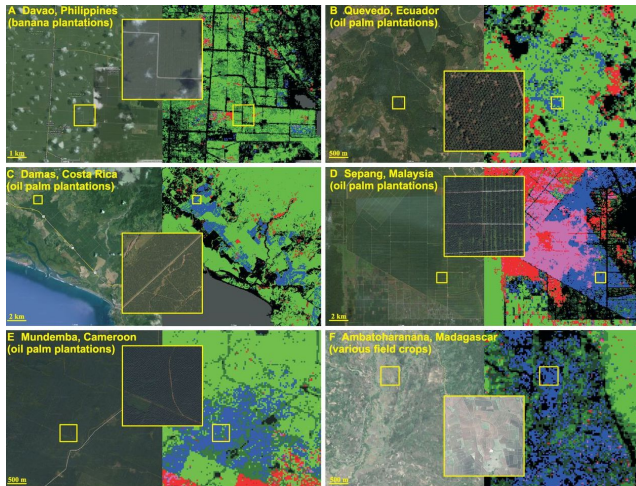 A Davao, Philippines
(banana plantations)
1 km
B Quevedo, Ecuador
(oil palm plantations)
500 m
C Damas, Costa Rica
(oil palm plantations)
2 km
D Sepang, Malaysia
(oil palm plantations)
2 km
E Mundemba, Cameroon
(oil palm plantations)
500 m
F Ambatoharanana, Madagascar
(various field crops)
500 m